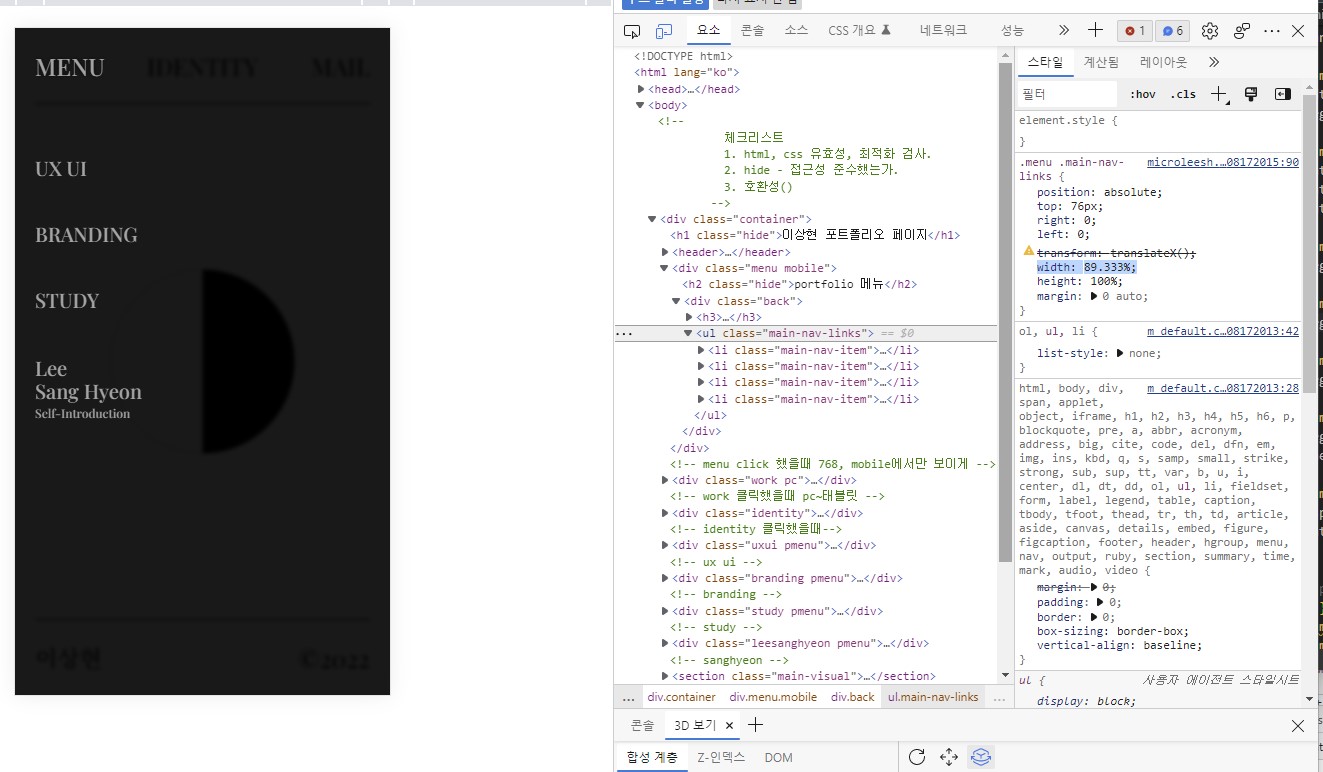 MENU IDENTITY MAIL
UX UI
BRANDING
STUDY
Lee
Sang Hyeon
Self-Introduction
이상현 ©2022
요소 콘솔 소스 CSS 개요 네트워크 성능 1 6
<!DOCTYPE html>
<html lang="ko">
<head>…</head>
<body>
<!--
체크리스트
1. html, css 유효성, 최적화 검사.
2. hide - 접근성 준수했는가.
3. 호환성()
-->
<div class="container">
<h1 class="hide">이상현 포트폴리오 페이지</h1>
<header>…</header>
<div class="menu mobile">
<h2 class="hide">portfolio 메뉴</h2>
<div class="back">
<h3>…</h3>
<ul class="main-nav-links> == $0
<li class="main-nav-item">…</li>
<li class="main-nav-item">…</li>
<li class="main-nav-item">…</li>
<li class="main-nav-item">…</li>
</ul>
</div>
</div>
<!-- menu click 했을때 768, mobile에서만 보이게 -->
<div class="work pc">…</div>
<!-- work 클릭했을때 pc~태블릿 -->
<div class="identity">…</div>
<!-- identity 클릭했을때-->
<div class="uxui pmenu">…</div>
<!-- ux ui -->
<div class="branding pmenu">…</div>
<!-- branding -->
<div class="study pmenu">…</div>
<!-- study -->
<div class="leesanghyeon pmenu">…</div>
<!-- sanghyeon -->
<section class="main-visual">…</section>
… div.container div.menu.mobile div.back ul.main-nav-links …
스타일 계산됨 레이아웃
필터 :hov .cls
element.style {
}
.menu .main-nav- microleesh.…08172015:90
links {
position: absolute;
top: 76px;
right: 0;
left: 0;
transform: translateX();
width: 89.333%;
height: 100%;
margin: 0 auto;
}
ol, ul, li { m_default.c…08172013:42
list-style: none;
}
html, body, div, m_default.c…08172013:28
span, applet,
object, iframe, h1, h2, h3, h4, h5, h6, p,
blockquote, pre, a, abbr, acronym,
address, big, cite, code, del, dfn, em,
img, ins, kbd, q, s, samp, small, strike,
strong, sub, sup, tt, var, b, u, i,
center, dl, dt, dd, ol, ul, li, fieldset,
form, label, legend, table, caption,
tbody, tfoot, thead, tr, th, td, article,
aside, canvas, details, embed, figure,
figcaption, footer, header, hgroup, menu,
nav, output, ruby, section, summary, time,
mark, audio, video {
margin: 0;
padding: 0;
border: 0;
box-sizing: border-box;
vertical-align: baseline;
}
ul { 사용자 에이전트 스타일시트
display: block;
콘솔 3D 보기
합성 계층 Z-인덱스 DOM